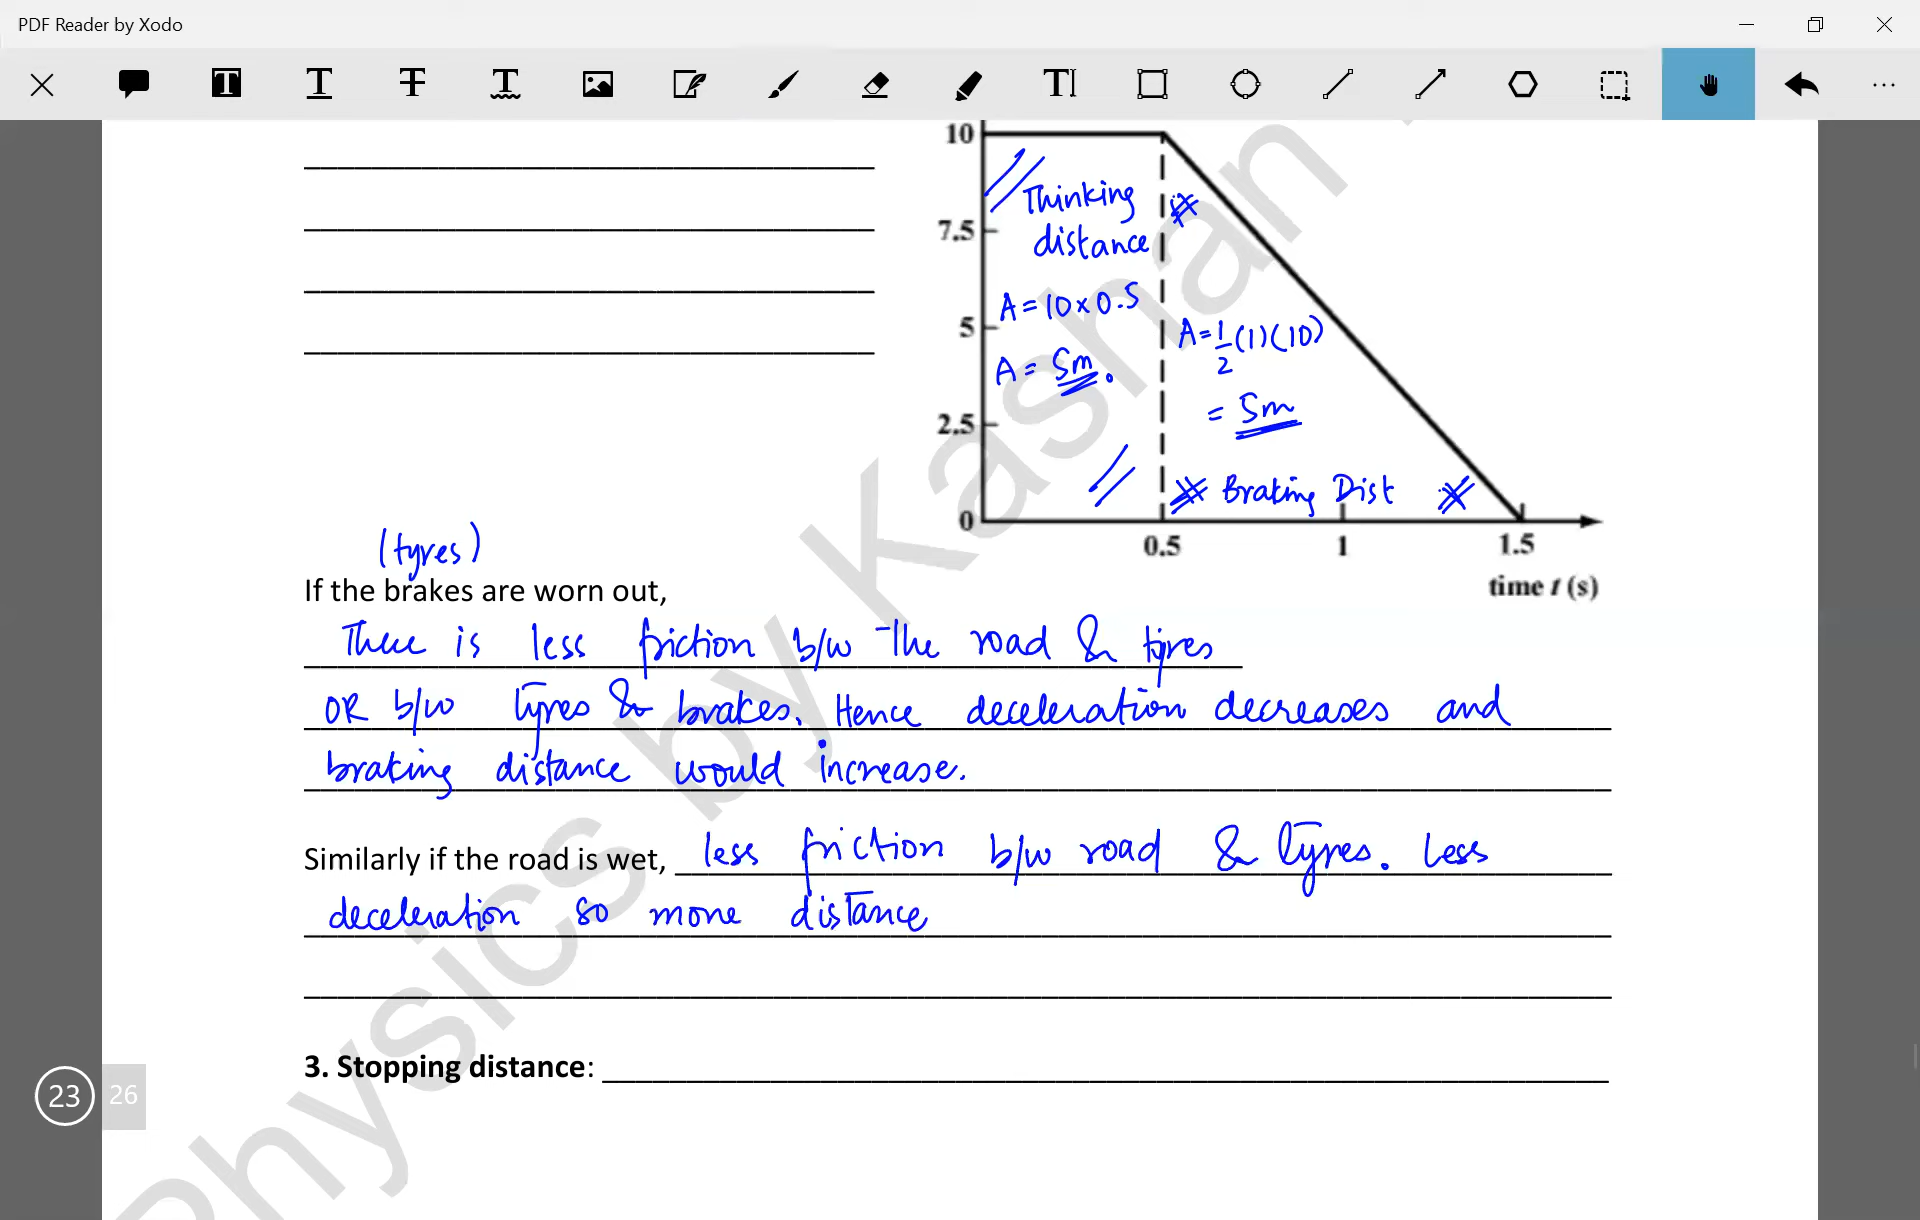 PDF Reader by Xodo
10
7.5
5
2.5
0
0.5 1 1.5
time t (s)
Thinking
distance
A = 10 x 0.5
A = 5m.
A = 1/2 (1)(10)
= 5m
Braking Dist
(tyres)
If the brakes are worn out,
There is less friction b/w the road & tyres
OR b/w tyres & brakes. Hence deceleration decreases and
braking distance would increase.
Similarly if the road is wet, less friction b/w road & tyres. Less
deceleration so more distance
3. Stopping distance:
23 26
Physics by Kashan